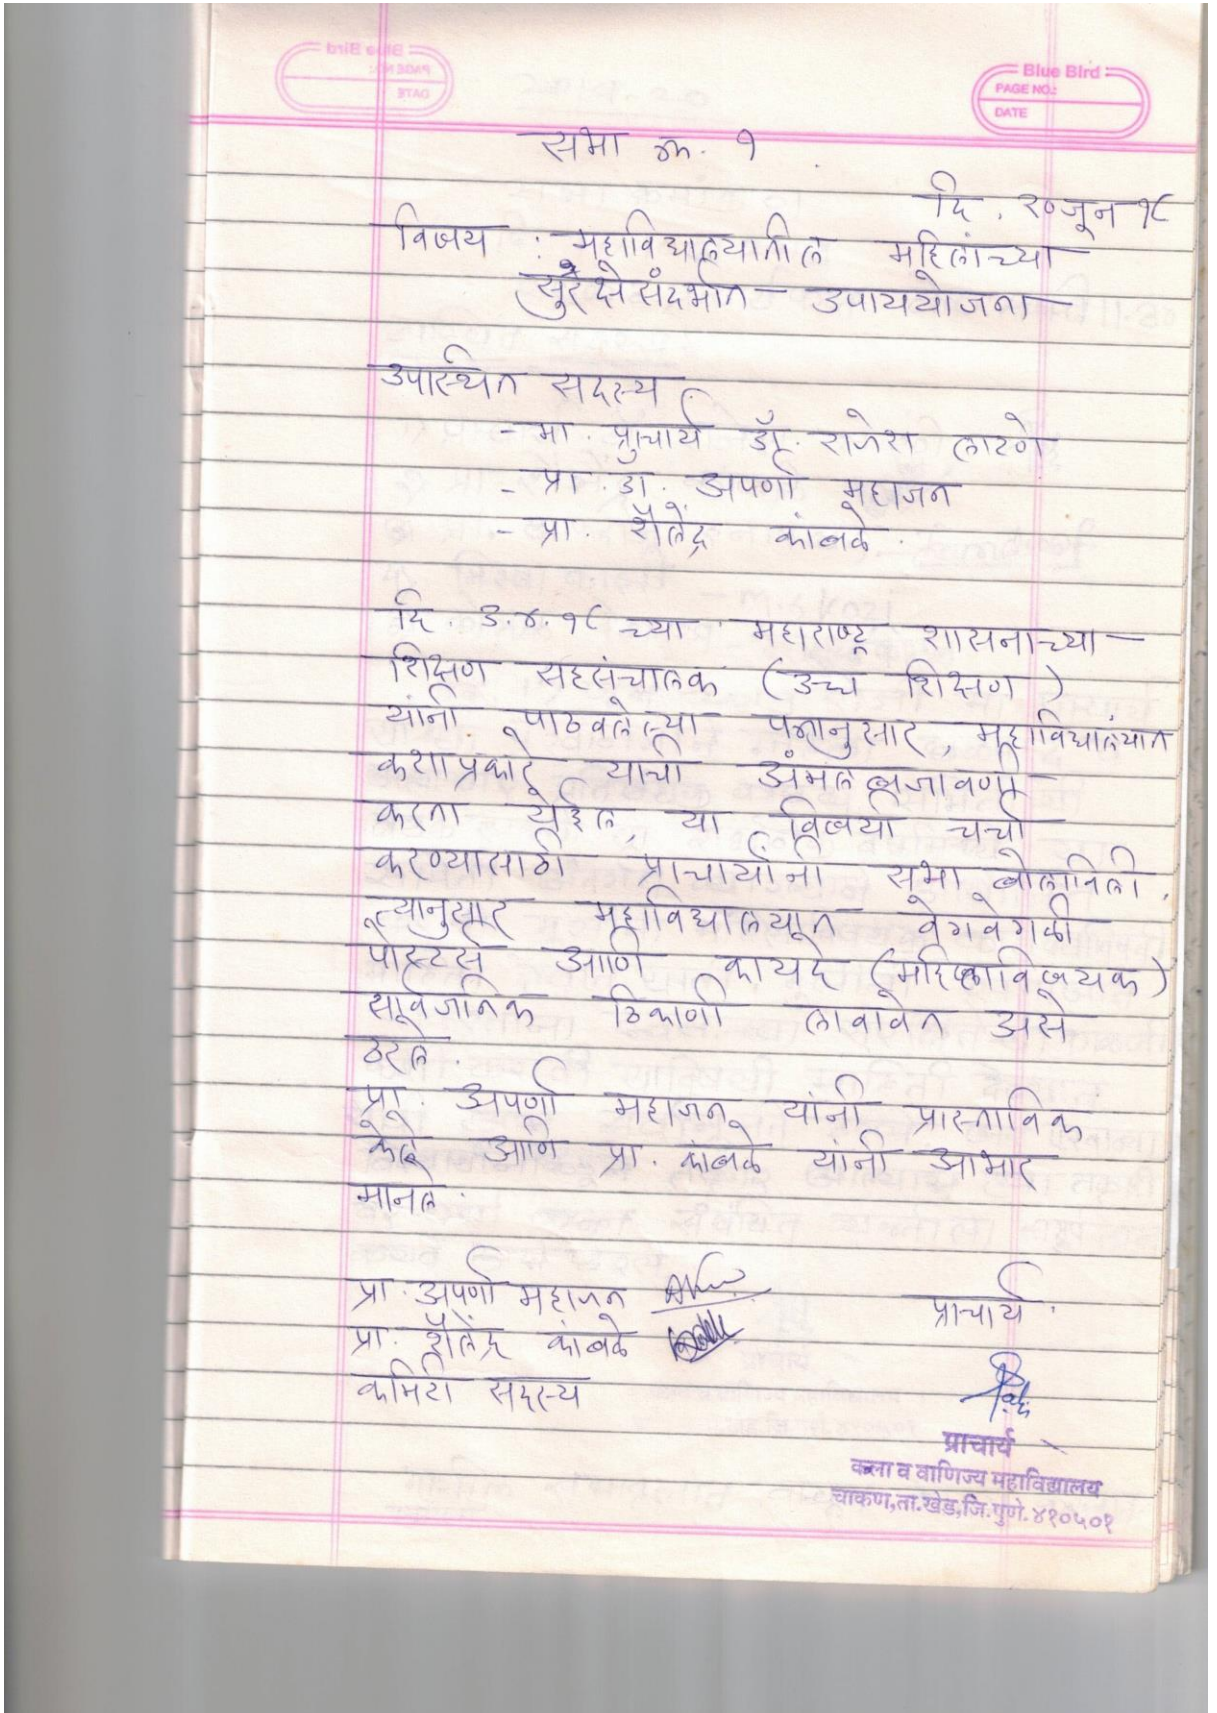 Blue Bird
PAGE NO.:
DATE
सभा क्र. १
दि. २० जून १८
विषय : महाविद्यालयातील महिलांच्या
सुरक्षेसंदर्भात उपाययोजना
उपस्थित सदस्य
- मा. प्राचार्य डॉ. राजेश लाटणे
- प्रा. डॉ. अपर्णा महाजन
- प्रा. शैलेंद्र कांबळे.
दि. ३.४.१८ च्या महाराष्ट्र शासनाच्या
शिक्षण सहसंचालक (उच्च शिक्षण)
यांनी पाठवलेल्या पत्रानुसार, महाविद्यालयात
कशाप्रकारे याची अंमलबजावणी
करता येईल, या विषयी चर्चा
करण्यासाठी प्राचार्यांनी सभा बोलाविली.
त्यानुसार महाविद्यालयात वेगवेगळी
पोस्टर्स आणि कायदे (महिलाविषयक)
सार्वजनिक ठिकाणी लावावेत असे
ठरले.
प्रा. अपर्णा महाजन यांनी प्रास्ताविक
केले आणि प्रा. कांबळे यांनी आभार
मानले.
प्रा. अपर्णा महाजन
प्राचार्य.
प्रा. शैलेंद्र कांबळे
कमिटी सदस्य
प्राचार्य
कला व वाणिज्य महाविद्यालय
चाकण,ता.खेड,जि.पुणे.४१०५०१